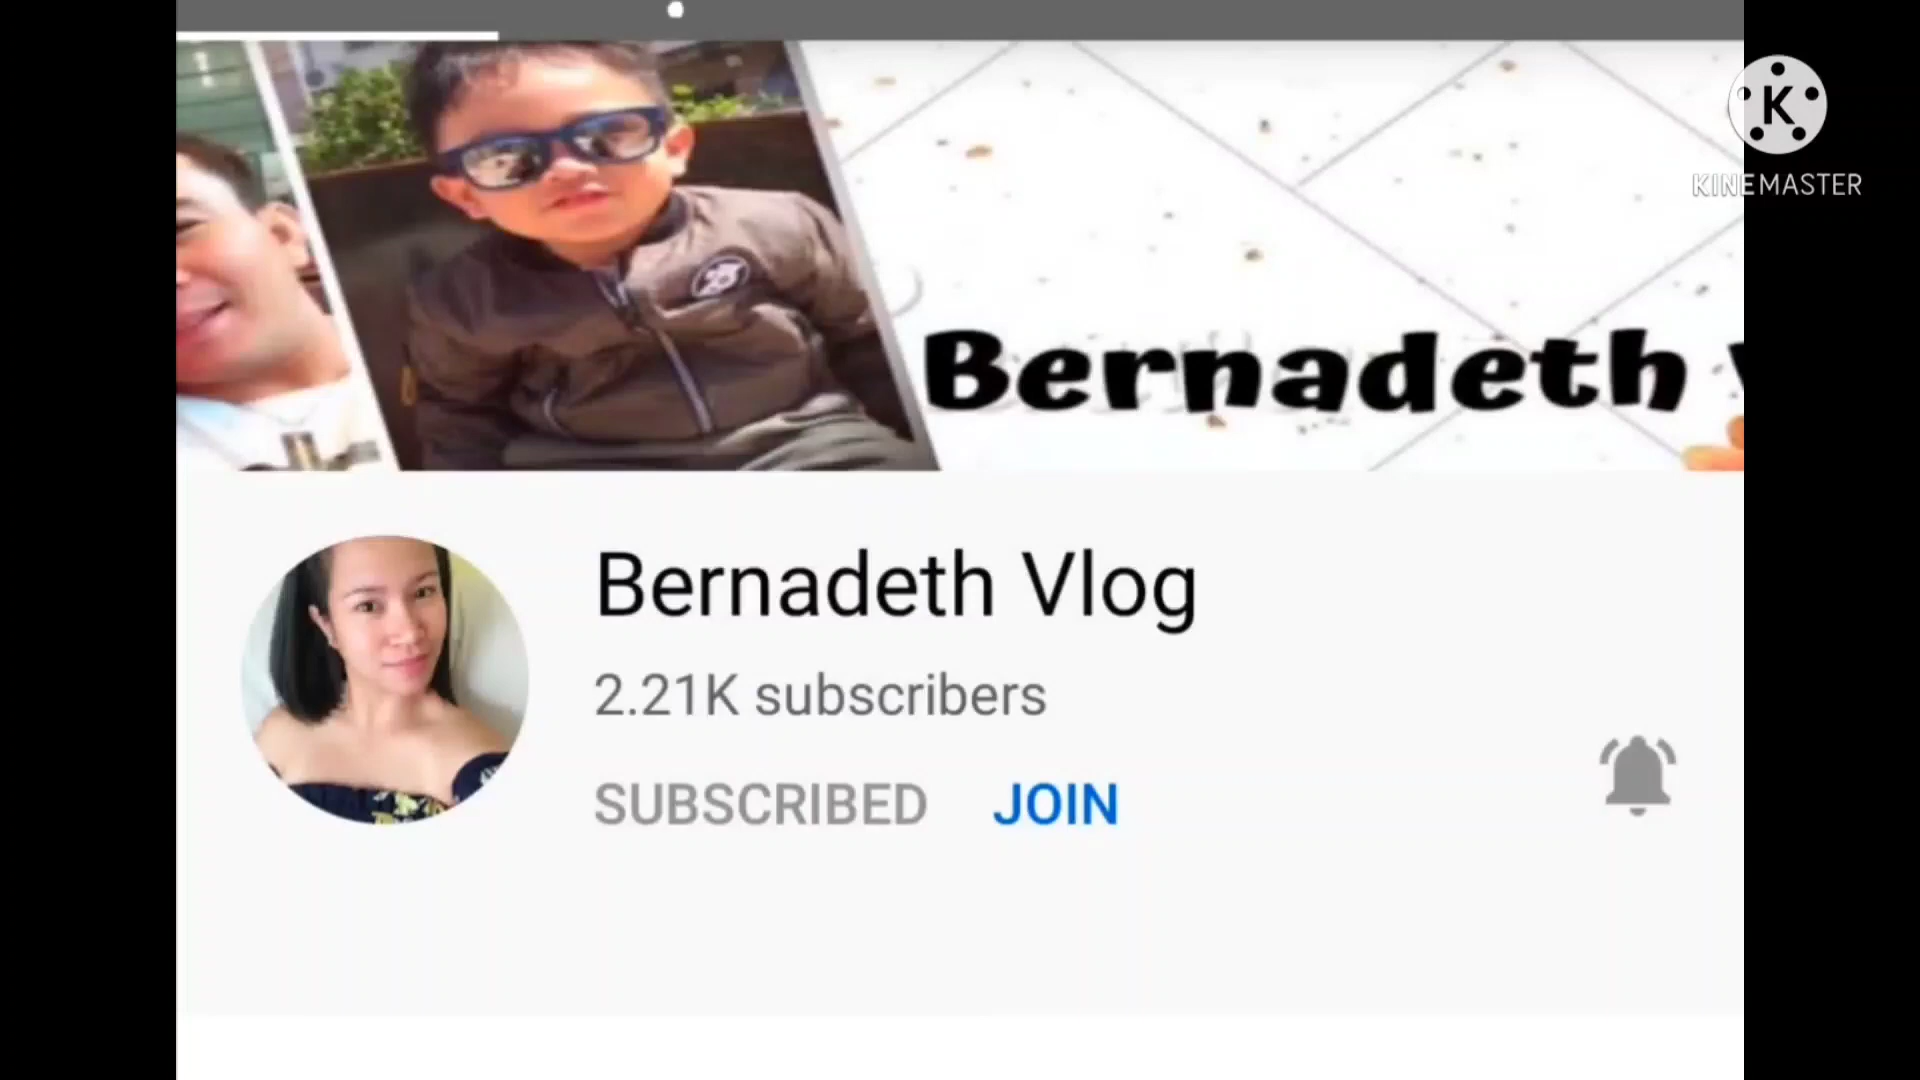 K
KINEMASTER
Bernadeth
Bernadeth Vlog
2.21K subscribers
SUBSCRIBED JOIN